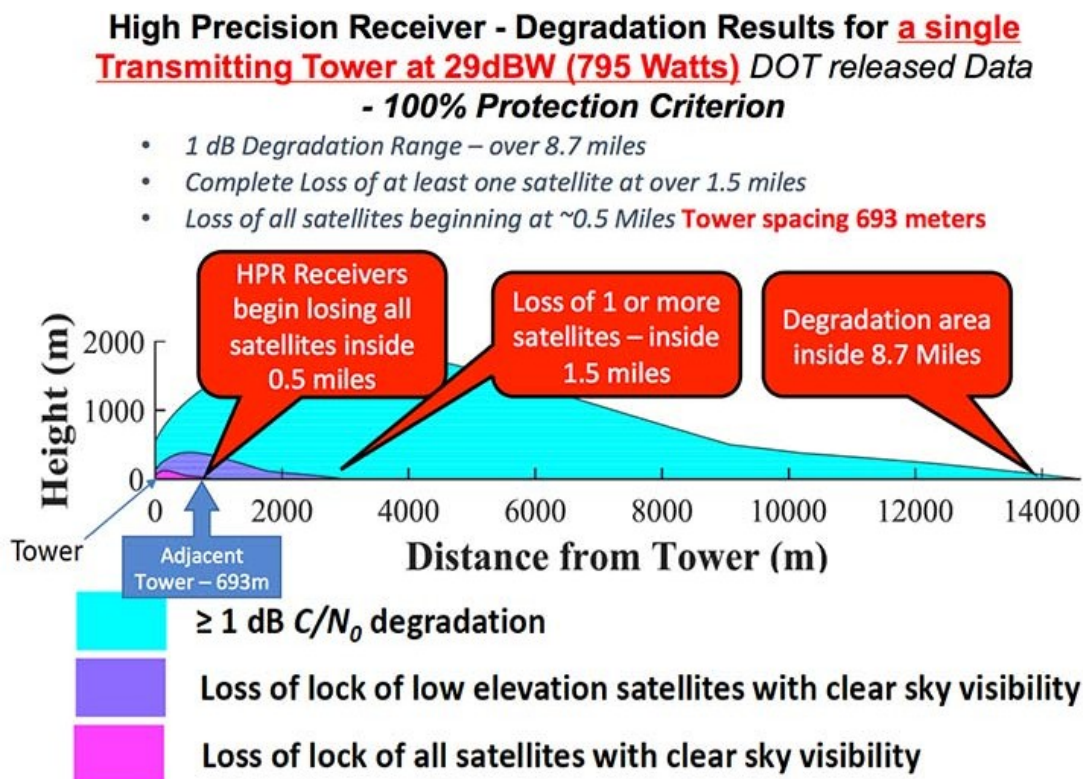 High Precision Receiver - Degradation Results for a single
Transmitting Tower at 29dBW (795 Watts) DOT released Data
- 100% Protection Criterion
• 1 dB Degradation Range – over 8.7 miles
• Complete Loss of at least one satellite at over 1.5 miles
• Loss of all satellites beginning at ~0.5 Miles Tower spacing 693 meters
HPR Receivers
begin losing all
satellites inside
0.5 miles
Loss of 1 or more
satellites – inside
1.5 miles
Degradation area
inside 8.7 Miles
Height (m)
2000
1000
0
0 2000 4000 6000 8000 10000 12000 14000
Distance from Tower (m)
Tower
Adjacent
Tower – 693m
≥ 1 dB C/N0 degradation
Loss of lock of low elevation satellites with clear sky visibility
Loss of lock of all satellites with clear sky visibility